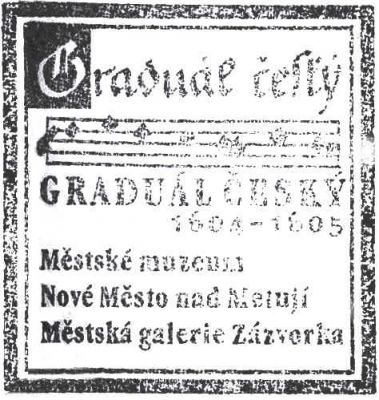 Graduál český
GRADUÁL ČESKÝ
1604-1605
Městské muzeum
Nové Město nad Metují
Městská galerie Zázvorka